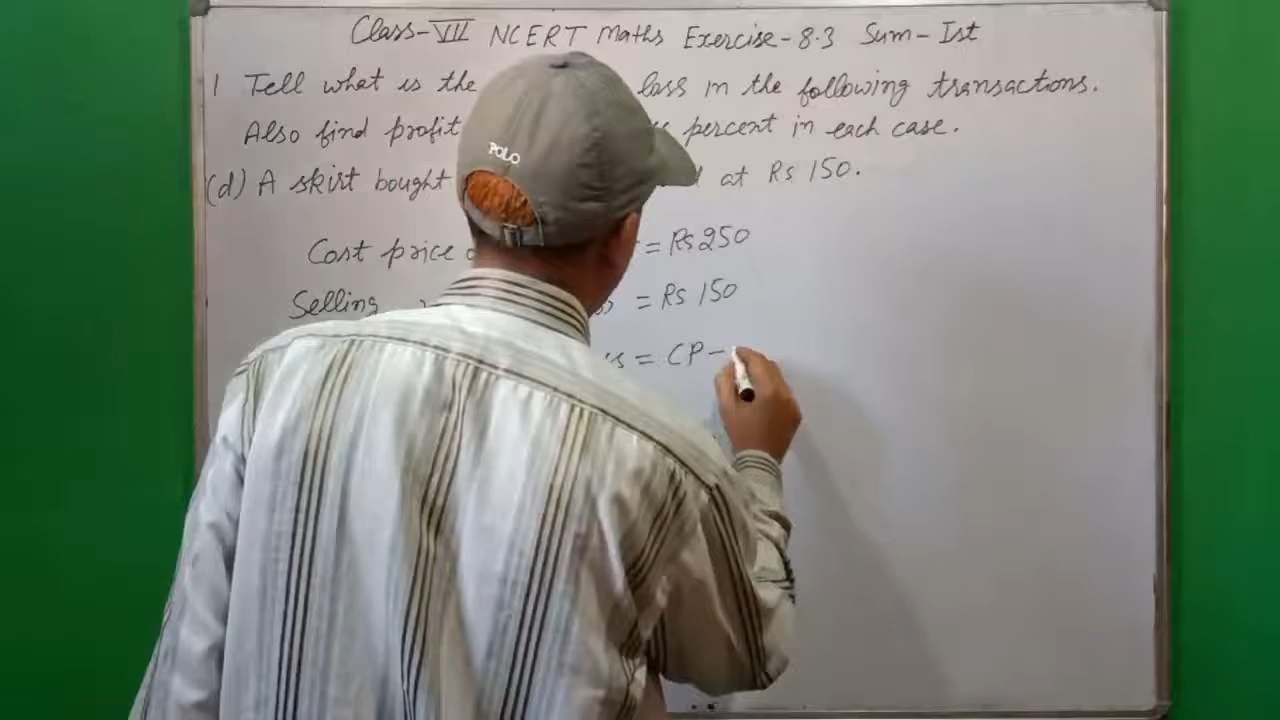 Class-VII NCERT Maths Exercise-8.3 Sum-Ist
1 Tell what is the loss in the following transactions.
Also find profit percent in each case.
(d) A skirt bought at Rs 150.
Cost price = Rs 250
Selling = Rs 150
= CP-
POLO